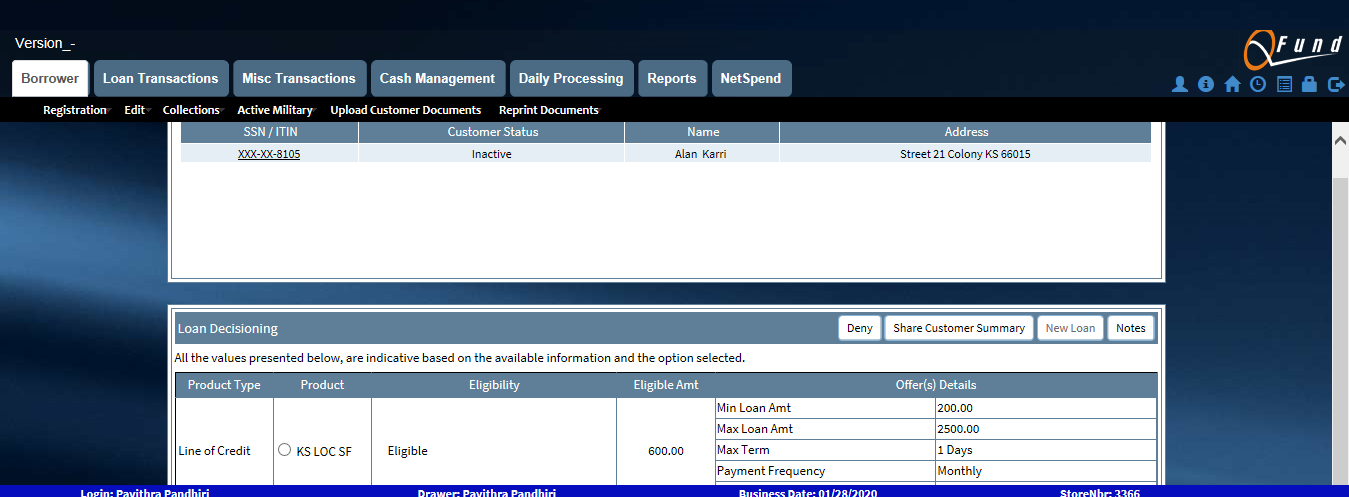 Version_-
QFund
Borrower Loan Transactions Misc Transactions Cash Management Daily Processing Reports NetSpend
Registration Edit Collections Active Military Upload Customer Documents Reprint Documents
SSN / ITIN Customer Status Name Address
XXX-XX-8105 Inactive Alan Karri Street 21 Colony KS 66015
Loan Decisioning Deny Share Customer Summary New Loan Notes
All the values presented below, are indicative based on the available information and the option selected.
Product Type Product Eligibility Eligible Amt Offer(s) Details
Min Loan Amt 200.00
Max Loan Amt 2500.00
Line of Credit KS LOC SF Eligible 600.00 Max Term 1 Days
Payment Frequency Monthly
Login: Pavithra Pandhiri Drawer: Pavithra Pandhiri Business Date: 01/28/2020 StoreNbr: 3366